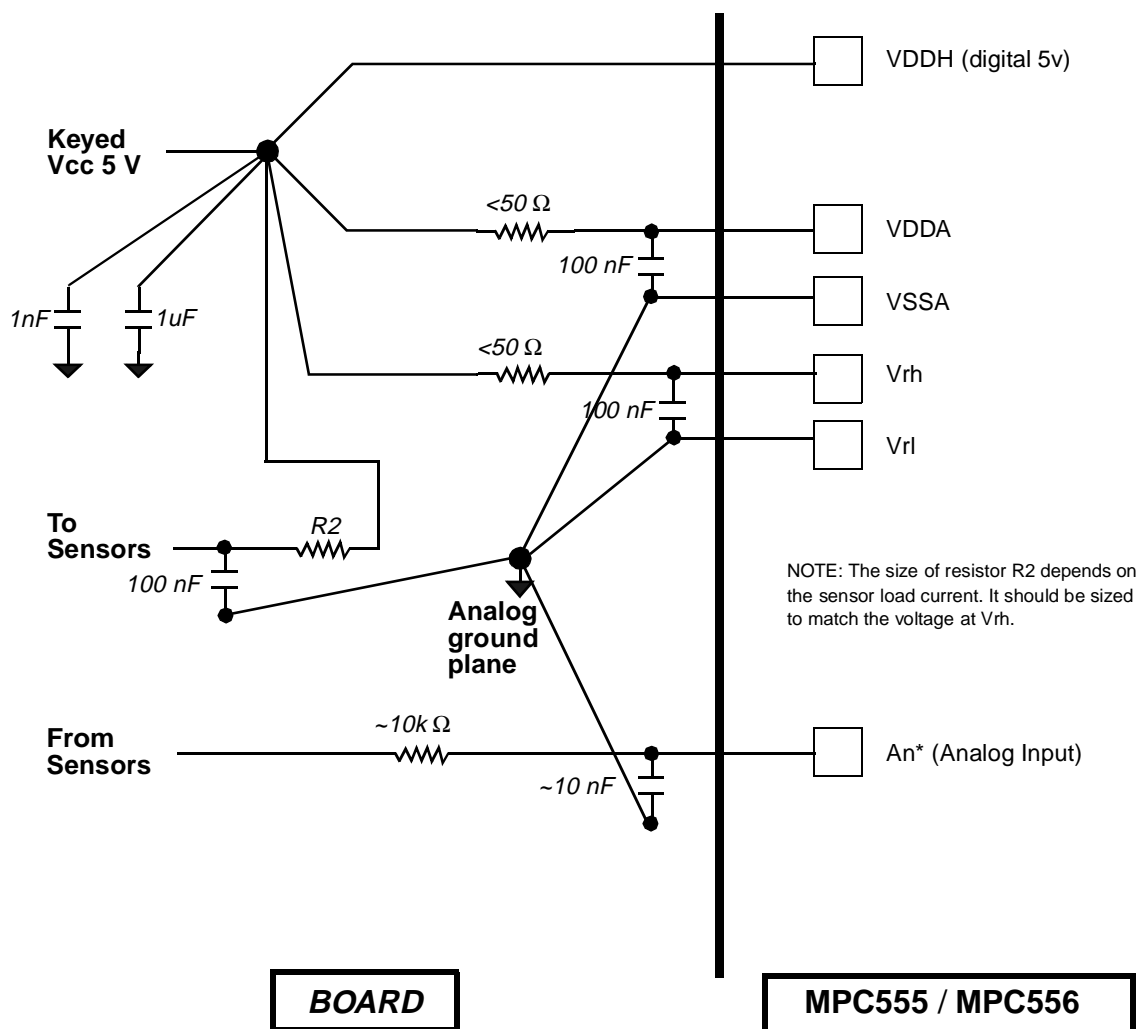 VDDH (digital 5v)
Keyed
Vcc 5 V
<50 Ω
VDDA
100 nF
VSSA
1nF
1uF
<50 Ω
Vrh
100 nF
Vrl
To
Sensors
R2
100 nF
NOTE: The size of resistor R2 depends on
the sensor load current. It should be sized
to match the voltage at Vrh.
Analog
ground
plane
From
Sensors
~10k Ω
An* (Analog Input)
~10 nF
BOARD
MPC555 / MPC556